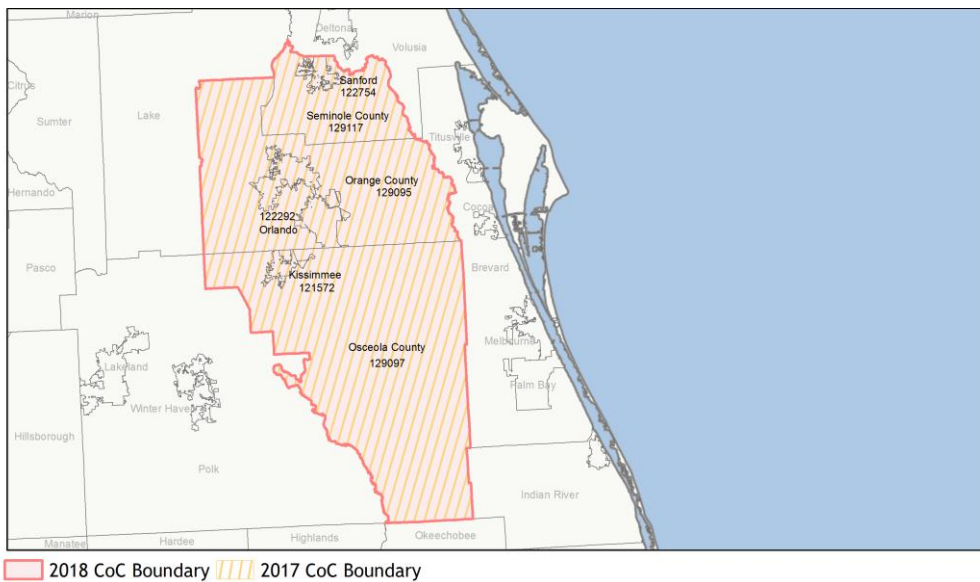 Marion
Deltona
Volusia
Citrus
Sanford
122754
Lake
Sumter
Seminole County
129117
Titusville
Orange County
129095
Hernando
Cocoa
122292
Orlando
Pasco
Brevard
Kissimmee
121572
Osceola County
129097
Melbourne
Lakeland
Palm Bay
Winter Haven
Hillsborough
Polk
Indian River
Manatee
Hardee
Highlands
Okeechobee
2018 CoC Boundary
2017 CoC Boundary